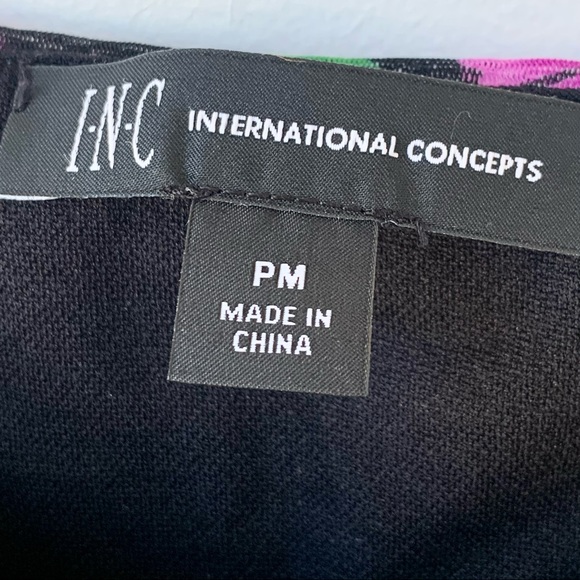 I·N·C INTERNATIONAL CONCEPTS
PM
MADE IN
CHINA